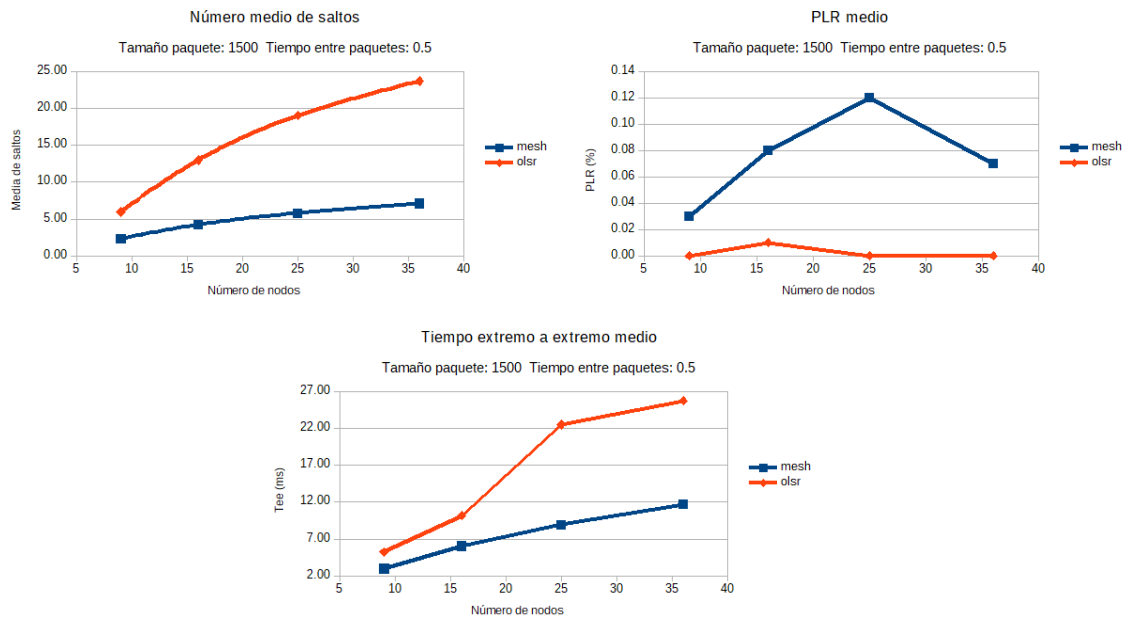 Número medio de saltos
Tamaño paquete: 1500 Tiempo entre paquetes: 0.5
25.00
20.00
15.00
10.00
5.00
0.00
Media de saltos
5 10 15 20 25 30 35 40
Número de nodos
mesh
olsr
PLR medio
Tamaño paquete: 1500 Tiempo entre paquetes: 0.5
0.14
0.12
0.10
0.08
0.06
0.04
0.02
0.00
PLR (%)
5 10 15 20 25 30 35 40
Número de nodos
mesh
olsr
Tiempo extremo a extremo medio
Tamaño paquete: 1500 Tiempo entre paquetes: 0.5
27.00
22.00
17.00
12.00
7.00
2.00
Tee (ms)
5 10 15 20 25 30 35 40
Número de nodos
mesh
olsr